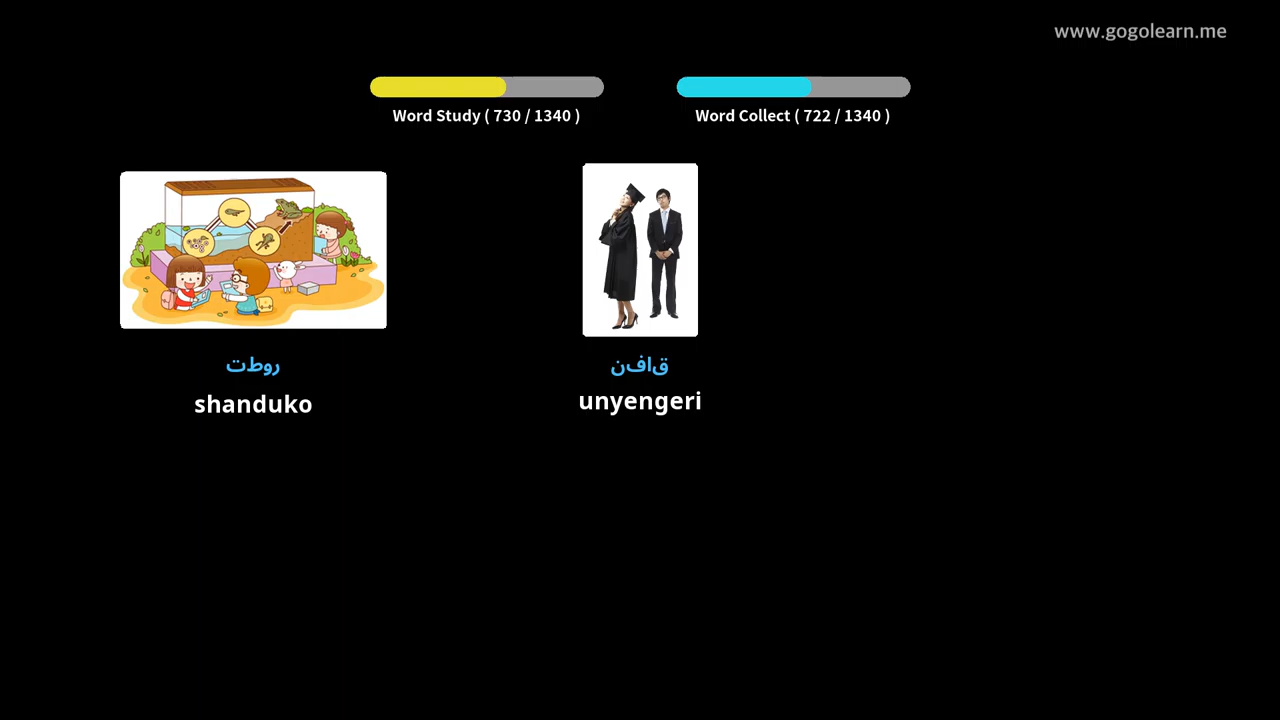 www.gogolearn.me
Word Study ( 730 / 1340 )
Word Collect ( 722 / 1340 )
روطت
shanduko
قافن
unyengeri